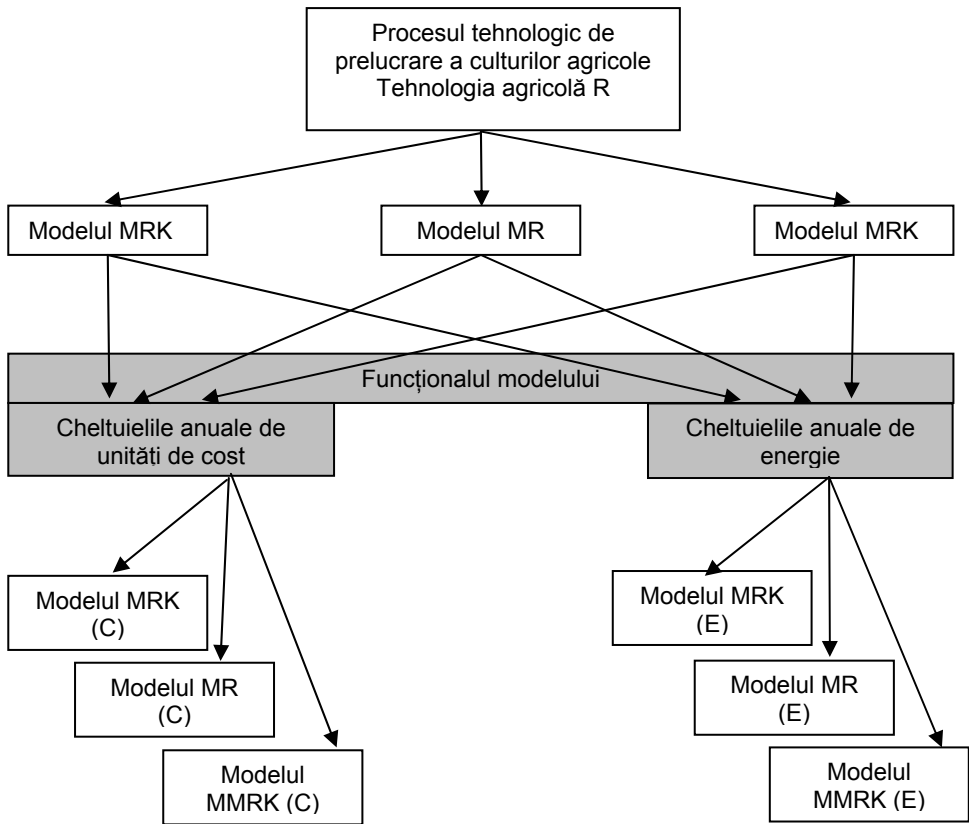 Procesul tehnologic de
prelucrare a culturilor agricole
Tehnologia agricolă R
Modelul MRK
Modelul MR
Modelul MRK
Funcționalul modelului
Cheltuielile anuale de
unități de cost
Cheltuielile anuale de
energie
Modelul MRK
(C)
Modelul MR
(C)
Modelul
MMRK (C)
Modelul MRK
(E)
Modelul MR
(E)
Modelul
MMRK (E)